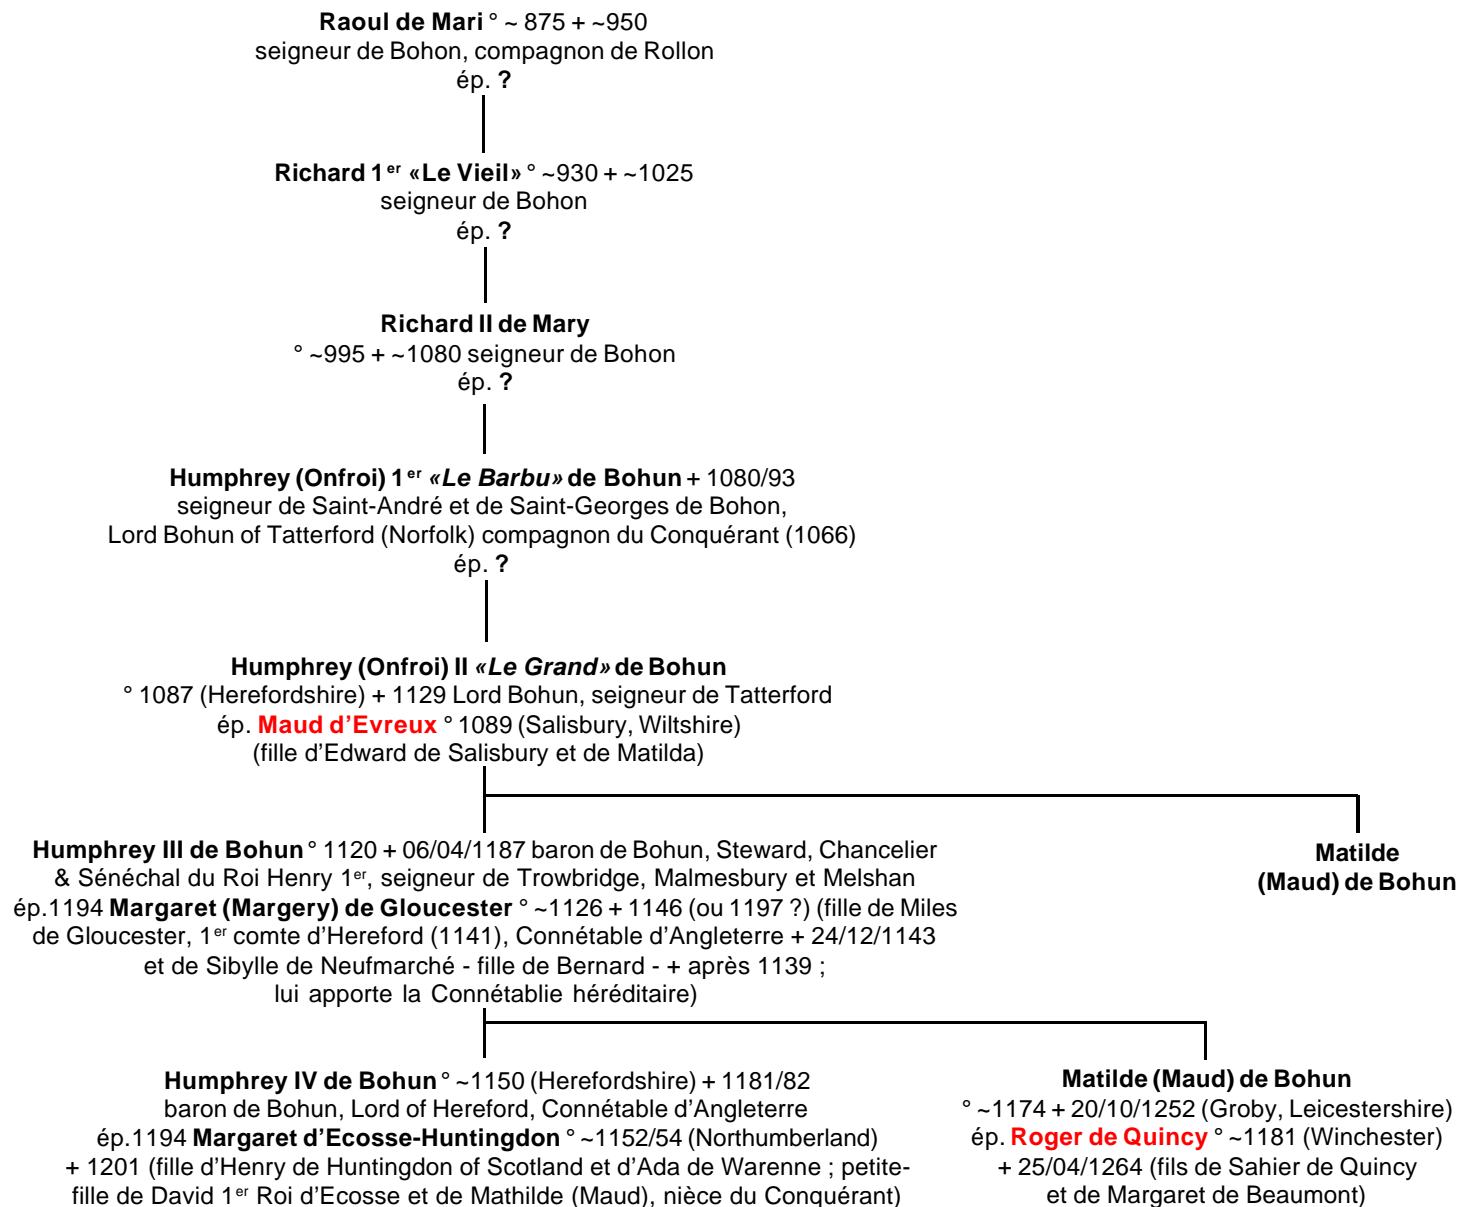 Raoul de Mari ° ~ 875 + ~950
seigneur de Bohon, compagnon de Rollon
ép. ?
Richard 1er «Le Vieil» ° ~930 + ~1025
seigneur de Bohon
ép. ?
Richard II de Mary
° ~995 + ~1080 seigneur de Bohon
ép. ?
Humphrey (Onfroi) 1er «Le Barbu» de Bohun + 1080/93
seigneur de Saint-André et de Saint-Georges de Bohon,
Lord Bohun of Tatterford (Norfolk) compagnon du Conquérant (1066)
ép. ?
Humphrey (Onfroi) II «Le Grand» de Bohun
° 1087 (Herefordshire) + 1129 Lord Bohun, seigneur de Tatterford
ép. Maud d'Evreux ° 1089 (Salisbury, Wiltshire)
(fille d'Edward de Salisbury et de Matilda)
Humphrey III de Bohun ° 1120 + 06/04/1187 baron de Bohun, Steward, Chancelier
& Sénéchal du Roi Henry 1er, seigneur de Trowbridge, Malmesbury et Melshan
ép.1194 Margaret (Margery) de Gloucester ° ~1126 + 1146 (ou 1197 ?) (fille de Miles
de Gloucester, 1er comte d'Hereford (1141), Connétable d'Angleterre + 24/12/1143
et de Sibylle de Neufmarché - fille de Bernard - + après 1139 ;
lui apporte la Connétablie héréditaire)
Matilde
(Maud) de Bohun
Humphrey IV de Bohun ° ~1150 (Herefordshire) + 1181/82
baron de Bohun, Lord of Hereford, Connétable d'Angleterre
ép.1194 Margaret d'Ecosse-Huntingdon ° ~1152/54 (Northumberland)
+ 1201 (fille d'Henry de Huntingdon of Scotland et d'Ada de Warenne ; petite-
fille de David 1er Roi d'Ecosse et de Mathilde (Maud), nièce du Conquérant)
Matilde (Maud) de Bohun
° ~1174 + 20/10/1252 (Groby, Leicestershire)
ép. Roger de Quincy ° ~1181 (Winchester)
+ 25/04/1264 (fils de Sahier de Quincy
et de Margaret de Beaumont)